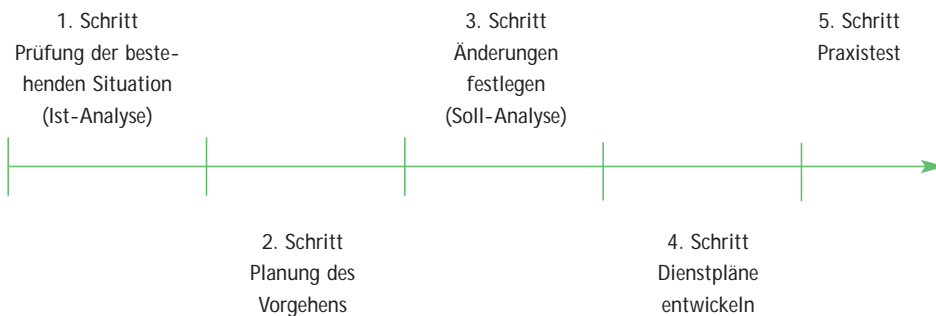 1. Schritt
Prüfung der beste-
henden Situation
(Ist-Analyse)
2. Schritt
Planung des
Vorgehens
3. Schritt
Änderungen
festlegen
(Soll-Analyse)
4. Schritt
Dienstpläne
entwickeln
5. Schritt
Praxistest